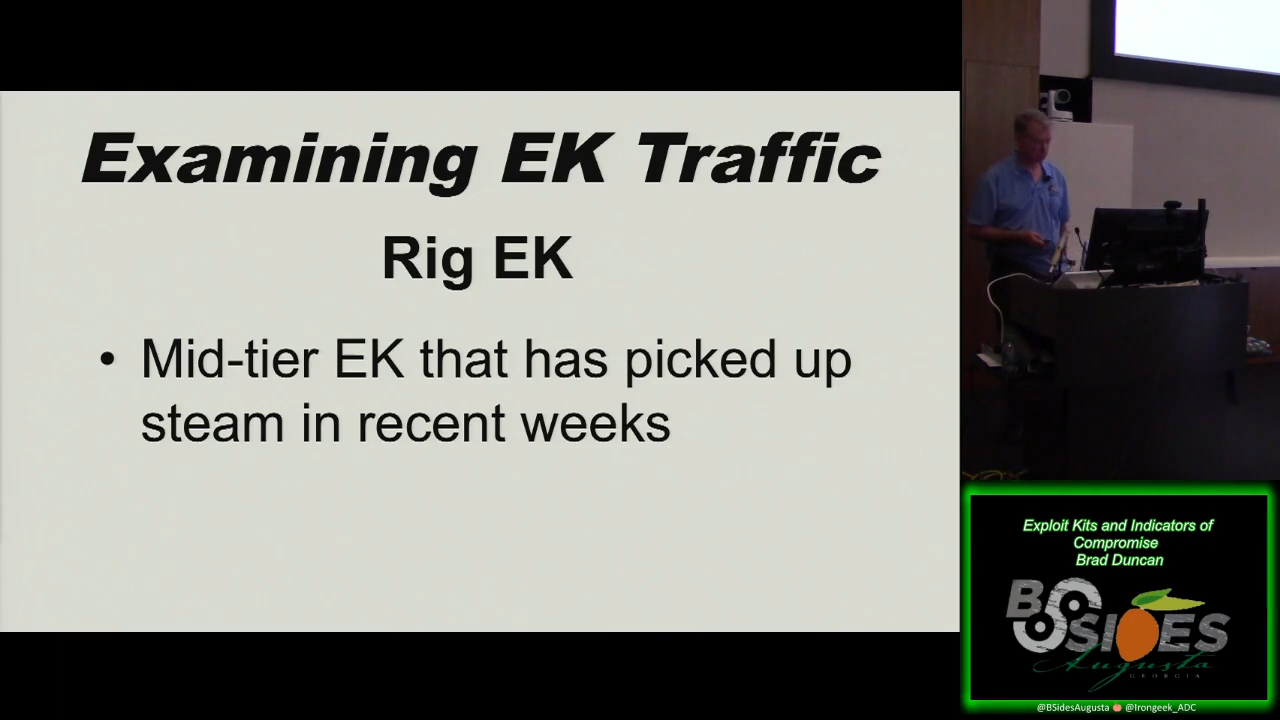 Examining EK Traffic
Rig EK
• Mid-tier EK that has picked up
steam in recent weeks
Exploit Kits and Indicators of
Compromise
Brad Duncan
BSIDES
Augusta
GEORGIA
@BSidesAugusta @Irongeek_ADC